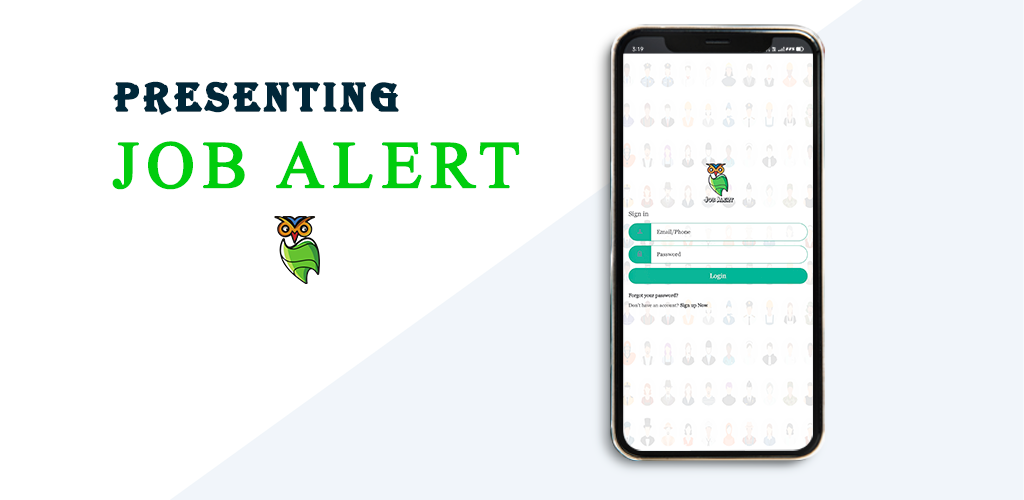 PRESENTING
JOB ALERT
3:19
Job Alert
Sign in
Email/Phone
Password
Login
Forgot your password?
Don't have an account? Sign up Now